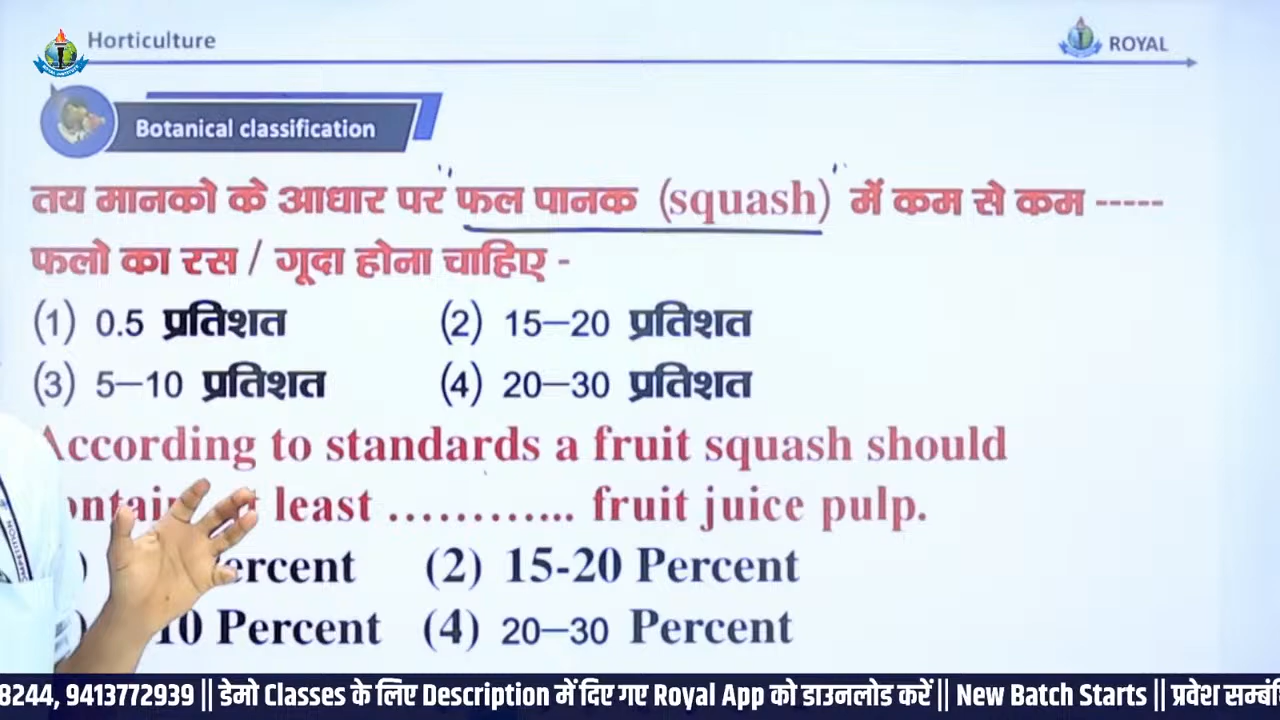 Horticulture
ROYAL
Botanical classification
तय मानको के आधार पर फल पानक (squash) में कम से कम -----
फलो का रस / गूदा होना चाहिए -
(1) 0.5 प्रतिशत (2) 15–20 प्रतिशत
(3) 5–10 प्रतिशत (4) 20–30 प्रतिशत
According to standards a fruit squash should
least ………….. fruit juice pulp.
(2) 15-20 Percent
10 Percent (4) 20–30 Percent
8244, 9413772939 || डेमो Classes के लिए Description में दिए गए Royal App को डाउनलोड करें || New Batch Starts || प्रवेश